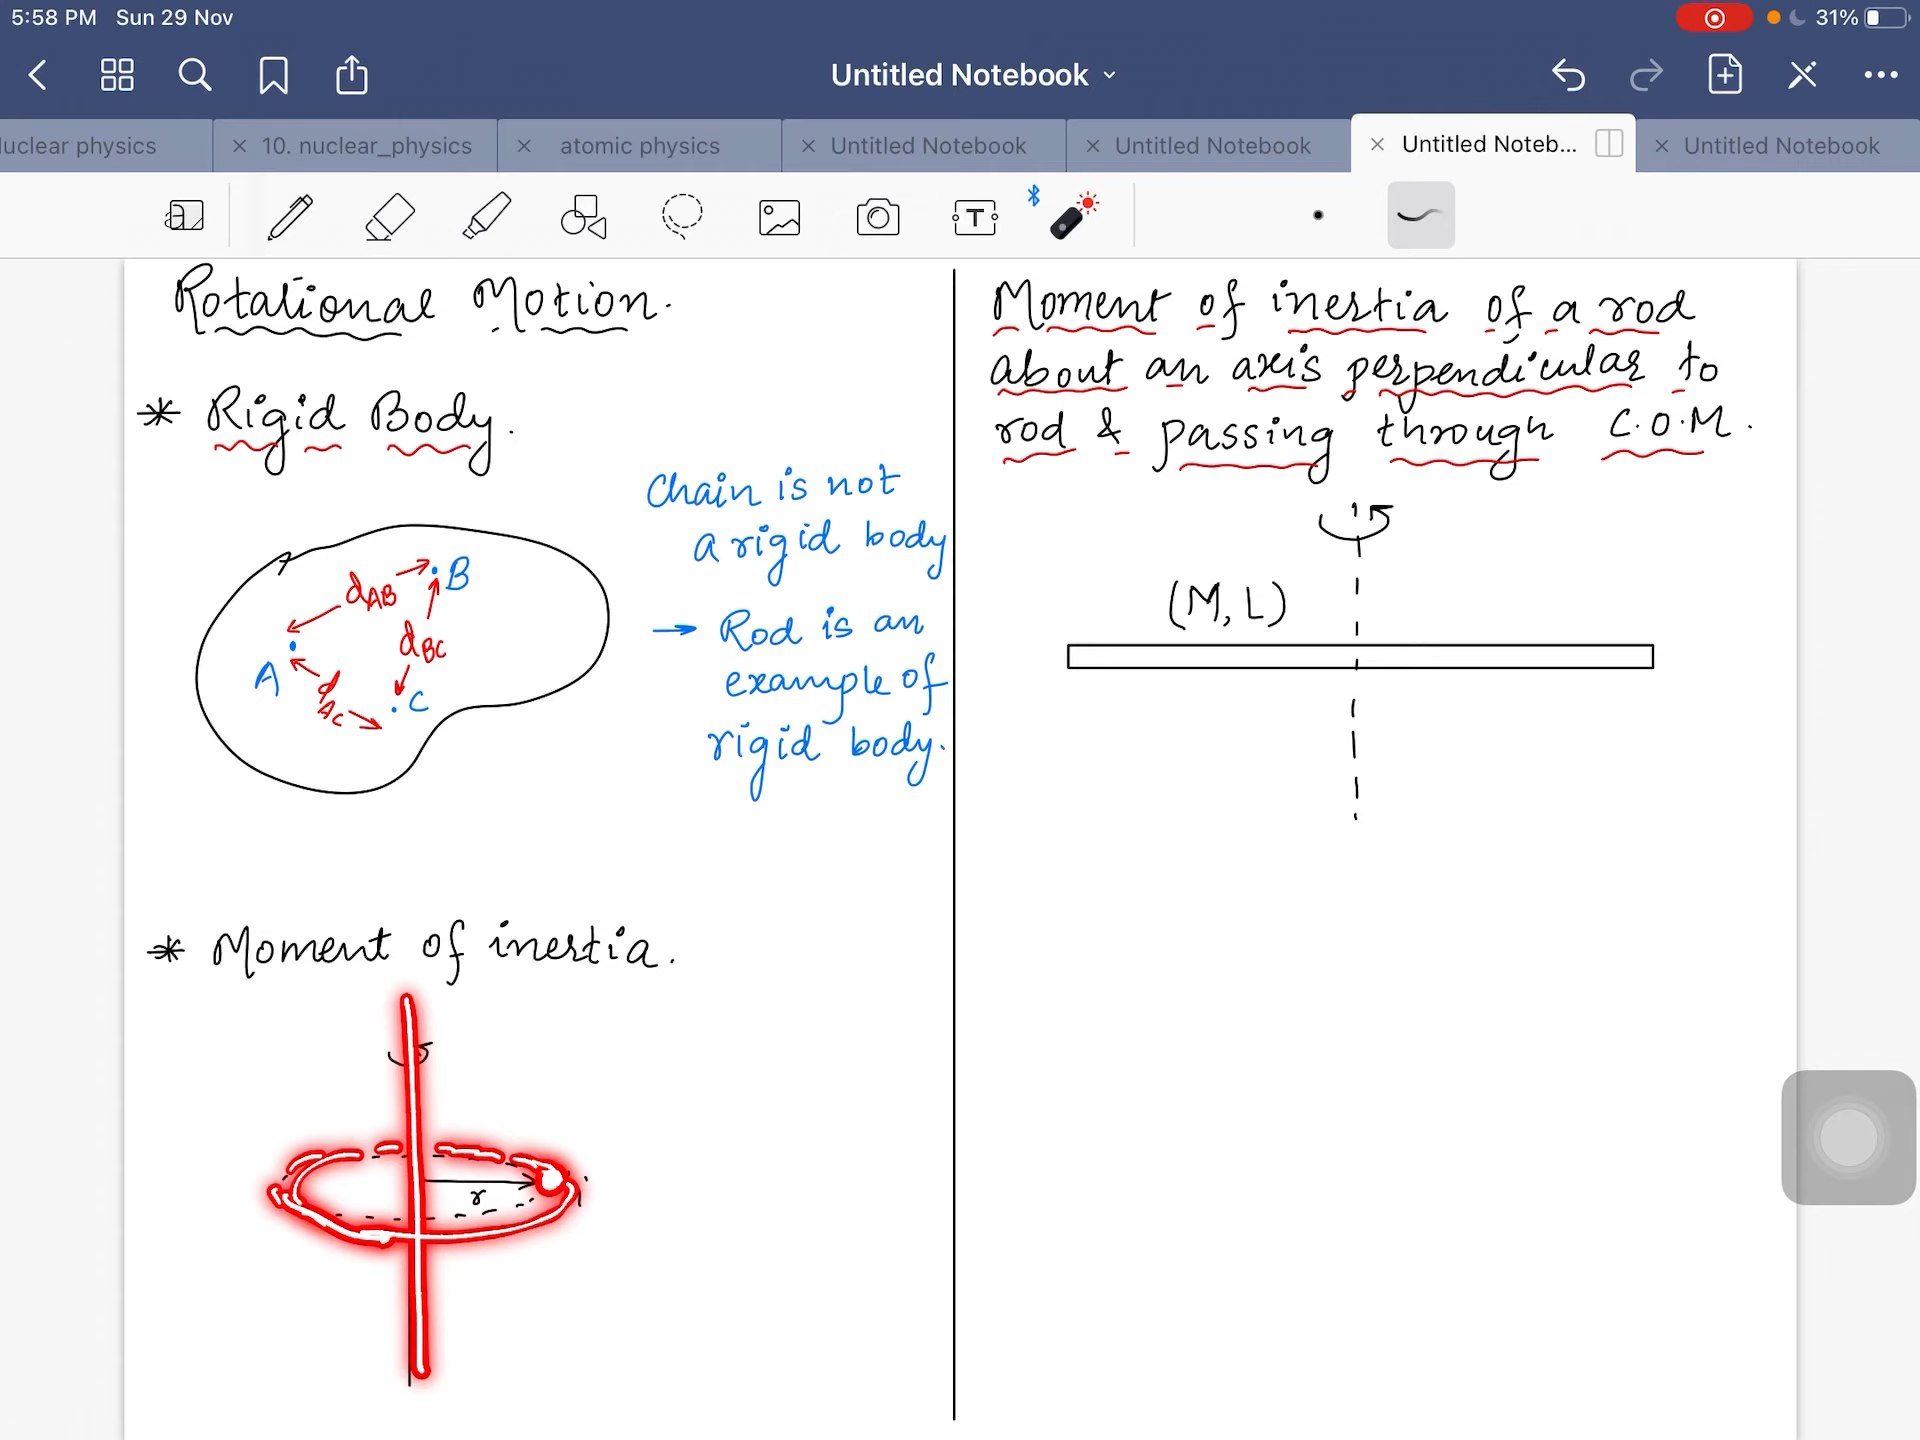 5:58 PM Sun 29 Nov
31%
Untitled Notebook
luclear physics
10. nuclear_physics
atomic physics
Untitled Notebook
Untitled Notebook
Untitled Noteb...
Untitled Notebook
Rotational Motion.
* Rigid Body.
Chain is not
a rigid body
→ Rod is an
example of
rigid body.
dAB
B
dBC
A
dAC
C
* Moment of inertia.
r
Moment of inertia of a rod
about an axis perpendicular to
rod & passing through C.O.M.
(M, L)